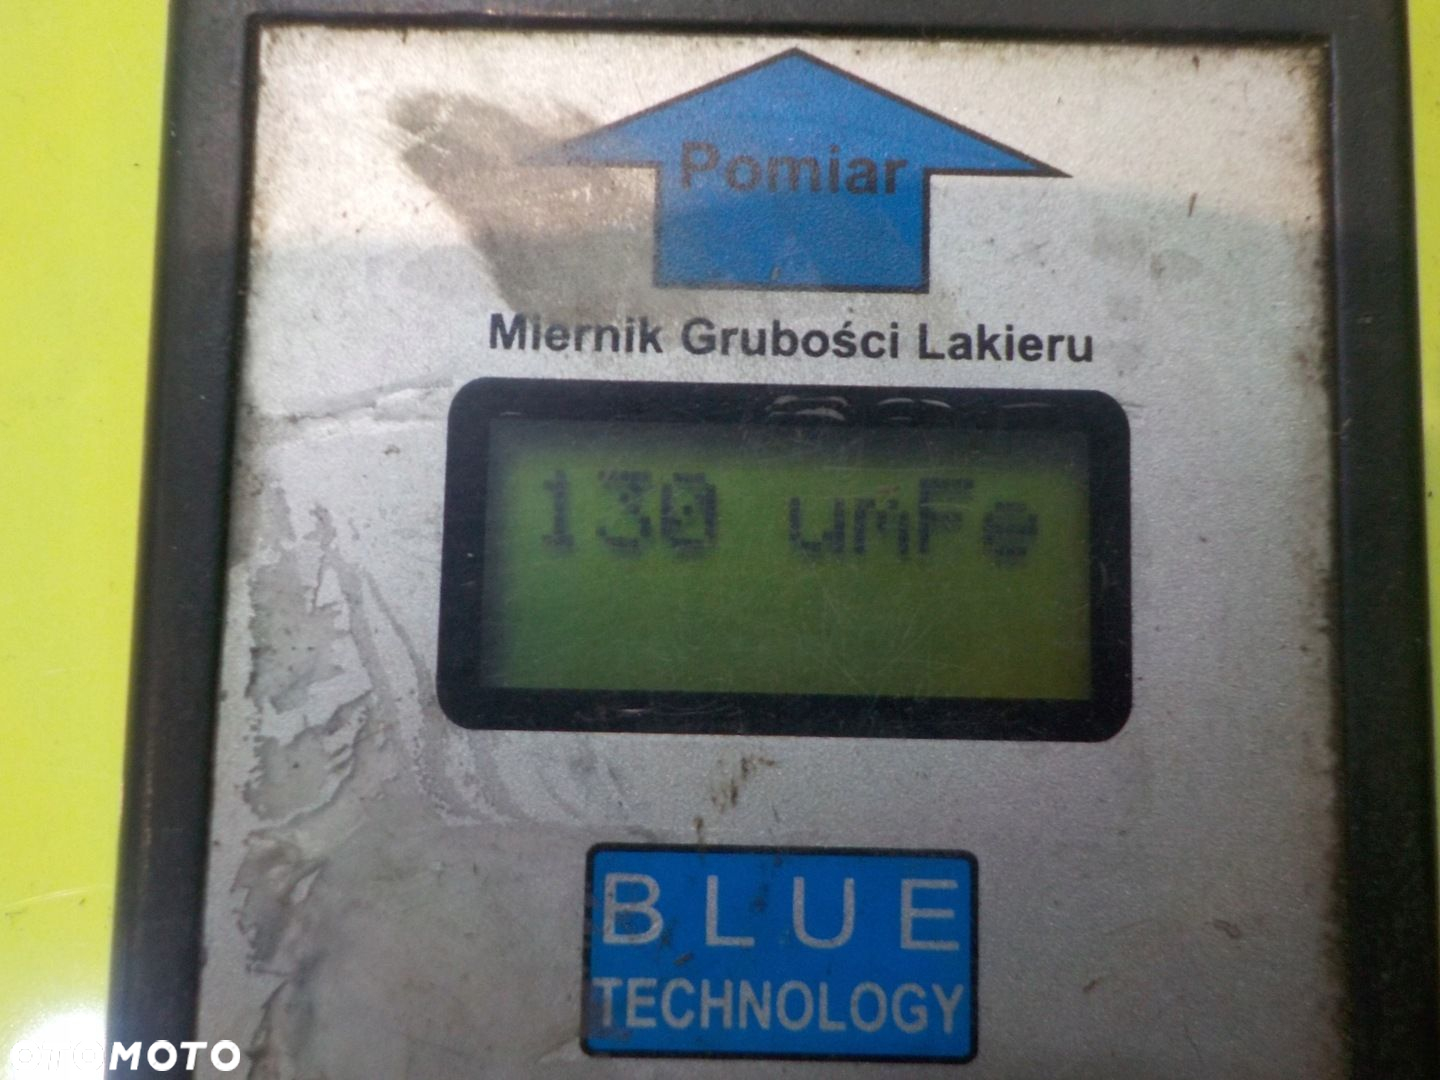 Pomiar
Miernik Grubości Lakieru
130 umFe
BLUE
TECHNOLOGY
OTOMOTO